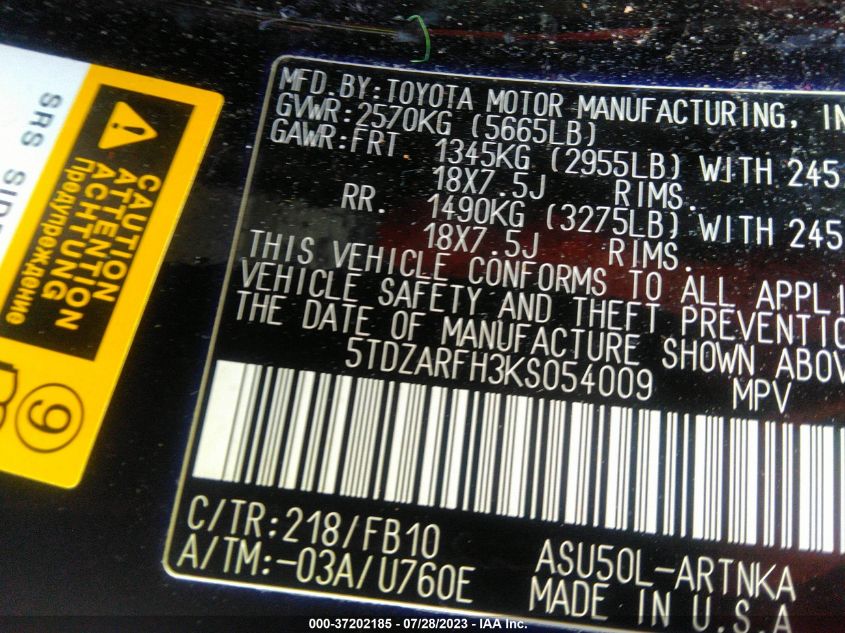 MFD.BY:TOYOTA MOTOR MANUFACTURING, IN
GVWR:2570KG (5665LB)
GAWR:FRT 1345KG (2955LB) WITH 245
18X7.5J RIMS.
RR. 1490KG (3275LB) WITH 245
18X7.5J RIMS.
THIS VEHICLE CONFORMS TO ALL APPLI
VEHICLE SAFETY AND THEFT PREVENTIO
THE DATE OF MANUFACTURE SHOWN ABOV
5TDZARFH3KS054009 MPV
C/TR:218/FB10
A/TM:-03A/U760E
ASU50L-ARTNKA
MADE IN U.S.A
SRS SIDE
CAUTION
ATTENTION
ACHTUNG
Предупреждение
9
000-37202185 - 07/28/2023 - IAA Inc.